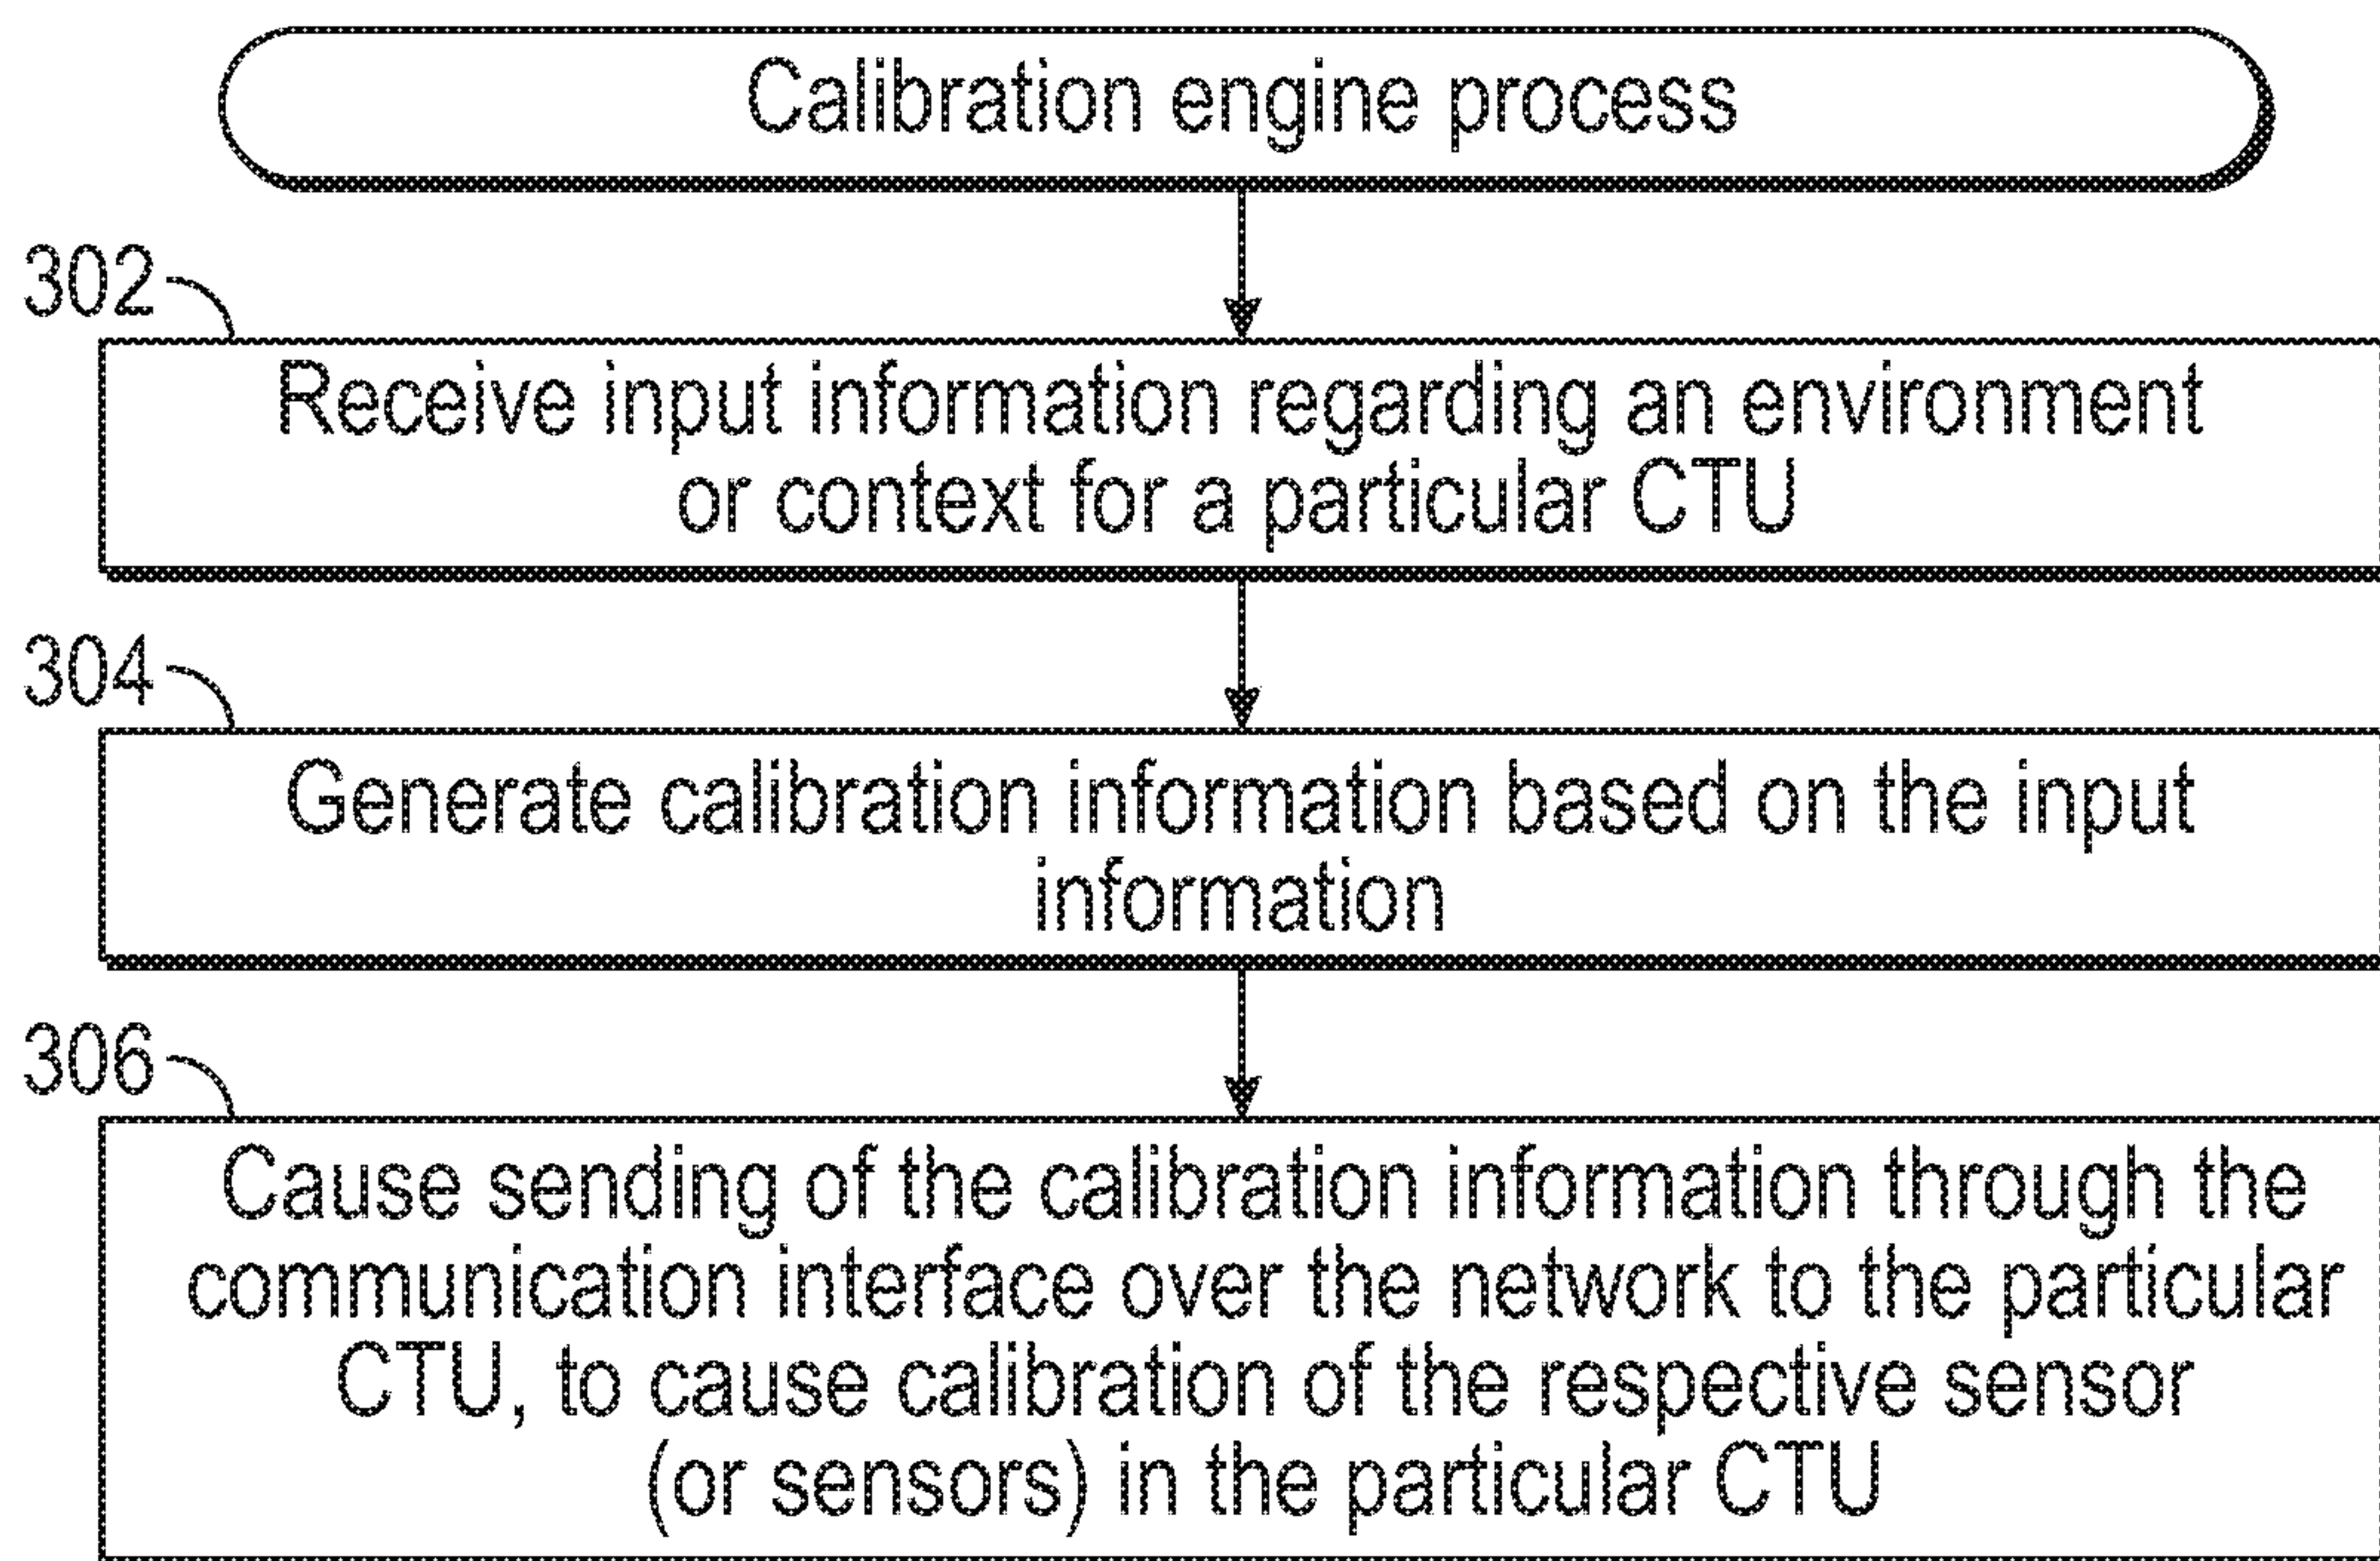 Calibration engine process
302
Receive input information regarding an environment
or context for a particular CTU
304
Generate calibration information based on the input
information
306
Cause sending of the calibration information through the
communication interface over the network to the particular
CTU, to cause calibration of the respective sensor
(or sensors) in the particular CTU